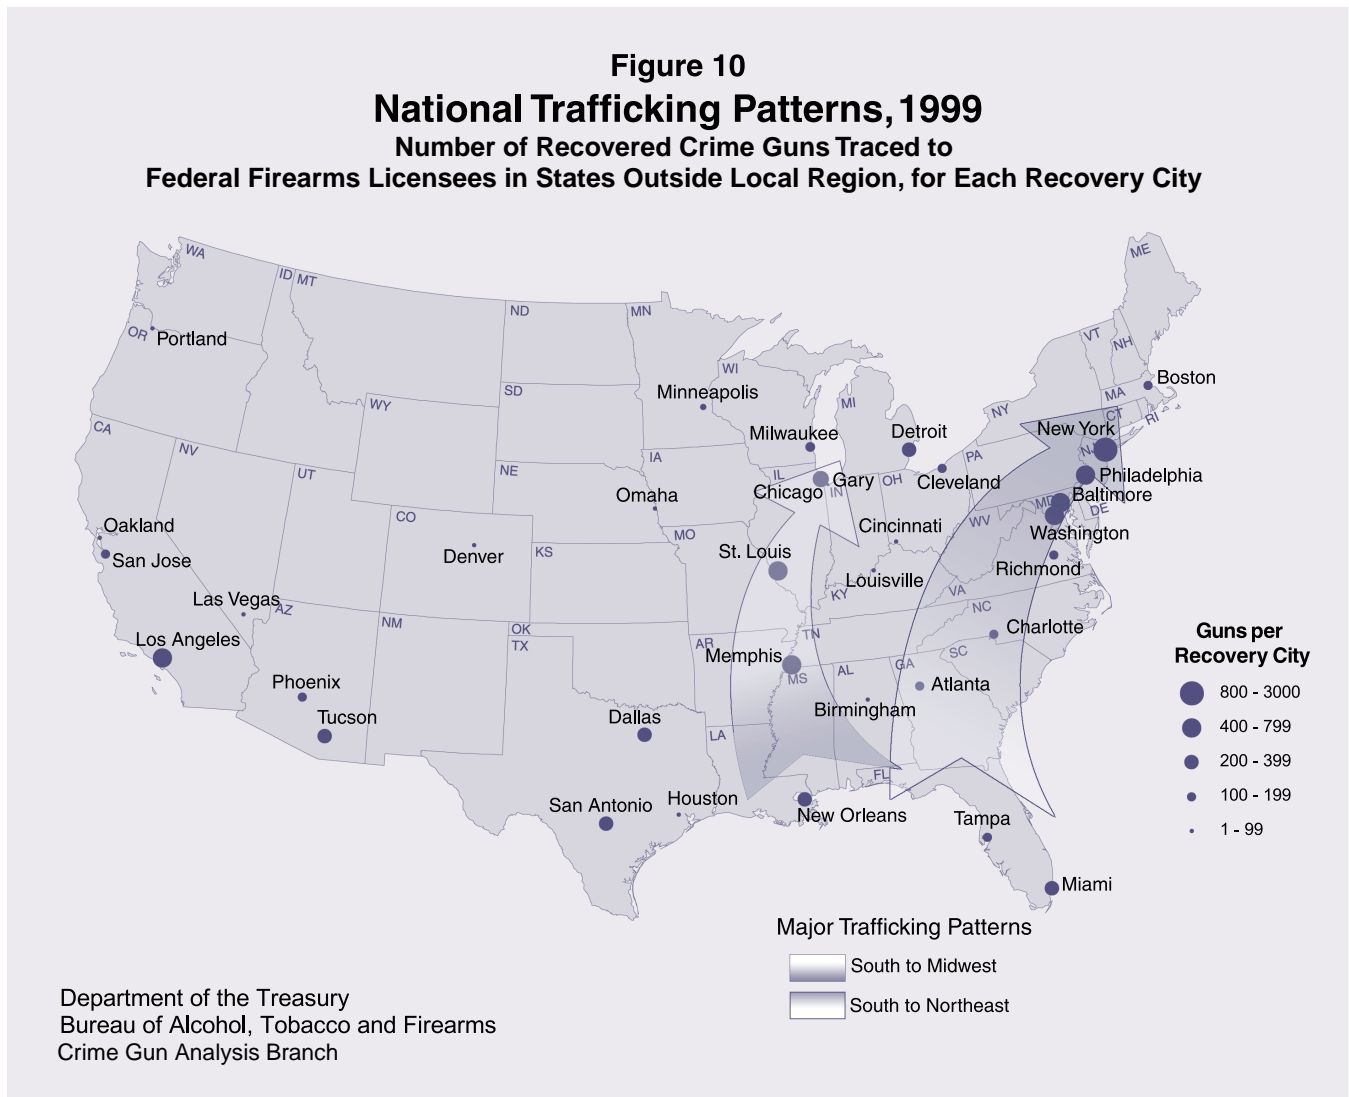 Figure 10
National Trafficking Patterns, 1999
Number of Recovered Crime Guns Traced to
Federal Firearms Licensees in States Outside Local Region, for Each Recovery City
WA
ID
MT
ND
MN
ME
OR
Portland
VT
NH
WI
SD
Minneapolis
Boston
MA
WY
MI
NY
CT
RI
CA
Milwaukee
Detroit
New York
NV
IA
PA
NJ
UT
NE
IL
Chicago
Gary
IN
OH
Cleveland
Philadelphia
Omaha
MD
Baltimore
DE
CO
Oakland
Cincinnati
WV
Washington
MO
San Jose
Denver
KS
St. Louis
Louisville
Richmond
KY
VA
Las Vegas
AZ
NM
OK
TX
NC
Charlotte
TN
Los Angeles
AR
Memphis
SC
MS
AL
GA
Phoenix
Atlanta
Birmingham
Tucson
Dallas
LA
FL
San Antonio
Houston
New Orleans
Tampa
Miami
Guns per
Recovery City
800 - 3000
400 - 799
200 - 399
100 - 199
1 - 99
Major Trafficking Patterns
South to Midwest
South to Northeast
Department of the Treasury
Bureau of Alcohol, Tobacco and Firearms
Crime Gun Analysis Branch